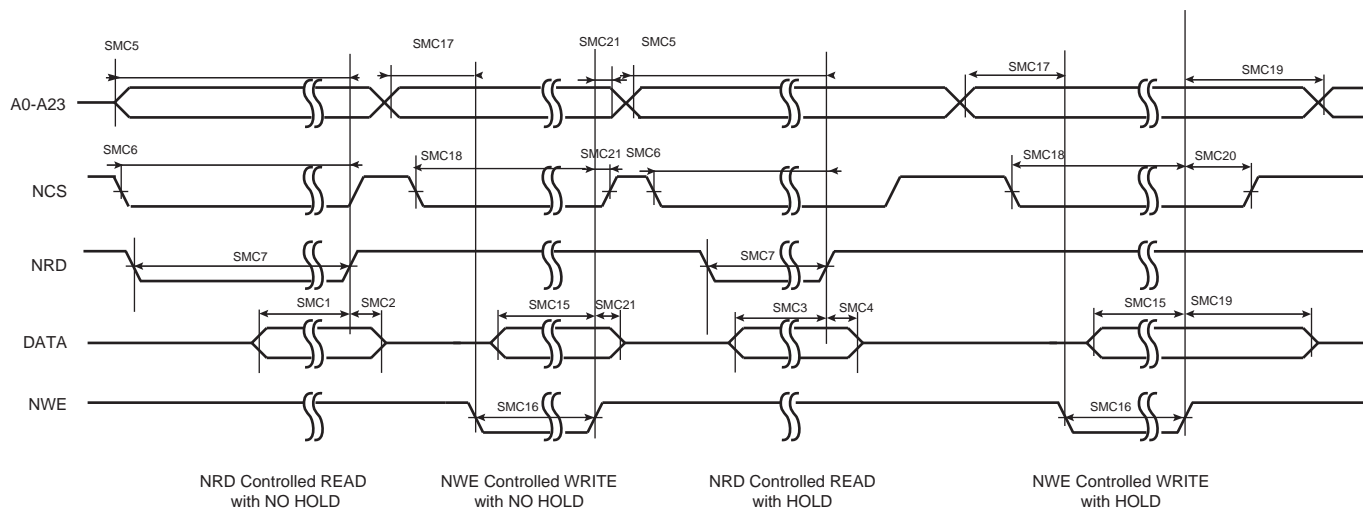 SMC5
SMC17
SMC21
SMC5
SMC17
SMC19
A0-A23
SMC6
SMC18
SMC21
SMC6
SMC18
SMC20
NCS
NRD
SMC7
SMC7
SMC1
SMC2
SMC15
SMC21
SMC3
SMC4
SMC15
SMC19
DATA
NWE
SMC16
SMC16
NRD Controlled READ
with NO HOLD
NWE Controlled WRITE
with NO HOLD
NRD Controlled READ
with HOLD
NWE Controlled WRITE
with HOLD